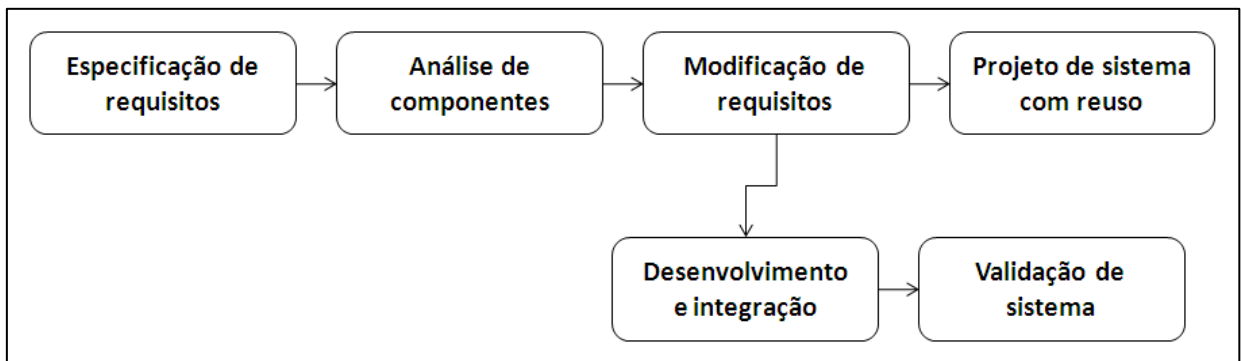 Especificação de
requisitos
Análise de
componentes
Modificação de
requisitos
Projeto de sistema
com reuso
Desenvolvimento
e integração
Validação de
sistema